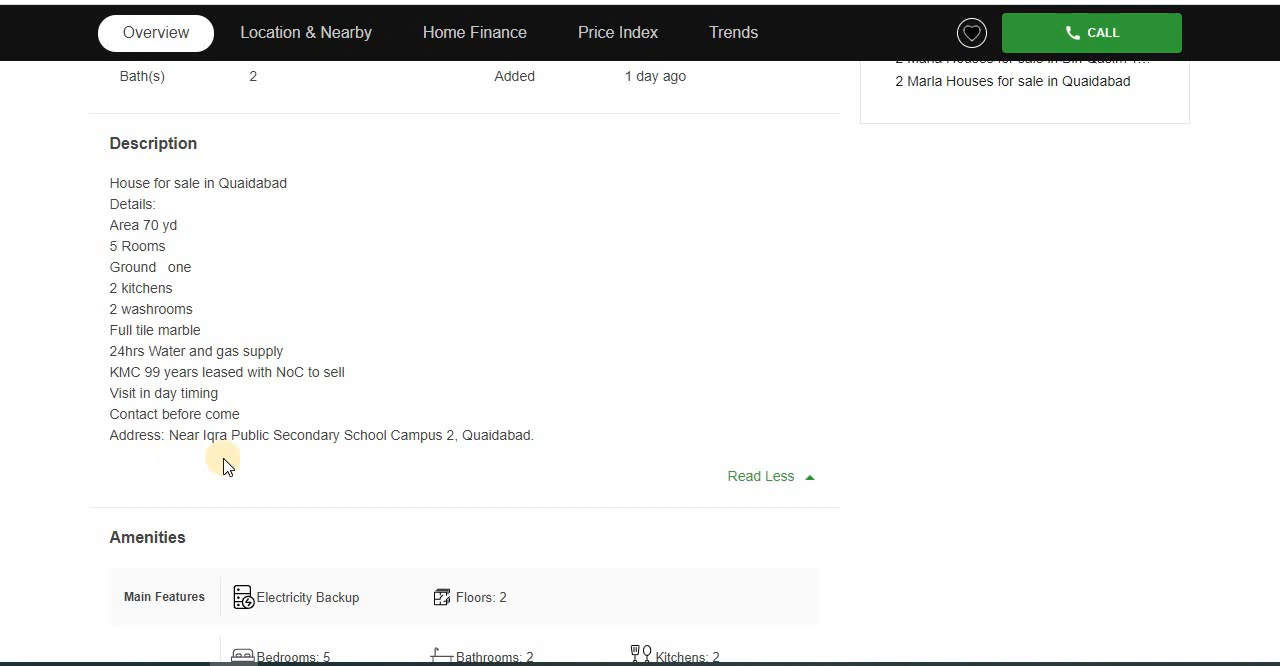 Overview Location & Nearby Home Finance Price Index Trends CALL
Bath(s) 2 Added 1 day ago
2 Marla Houses for sale in Quaidabad
Description
House for sale in Quaidabad
Details:
Area 70 yd
5 Rooms
Ground one
2 kitchens
2 washrooms
Full tile marble
24hrs Water and gas supply
KMC 99 years leased with NoC to sell
Visit in day timing
Contact before come
Address: Near Iqra Public Secondary School Campus 2, Quaidabad.
Read Less
Amenities
Main Features Electricity Backup Floors: 2
Bedrooms: 5 Bathrooms: 2 Kitchens: 2